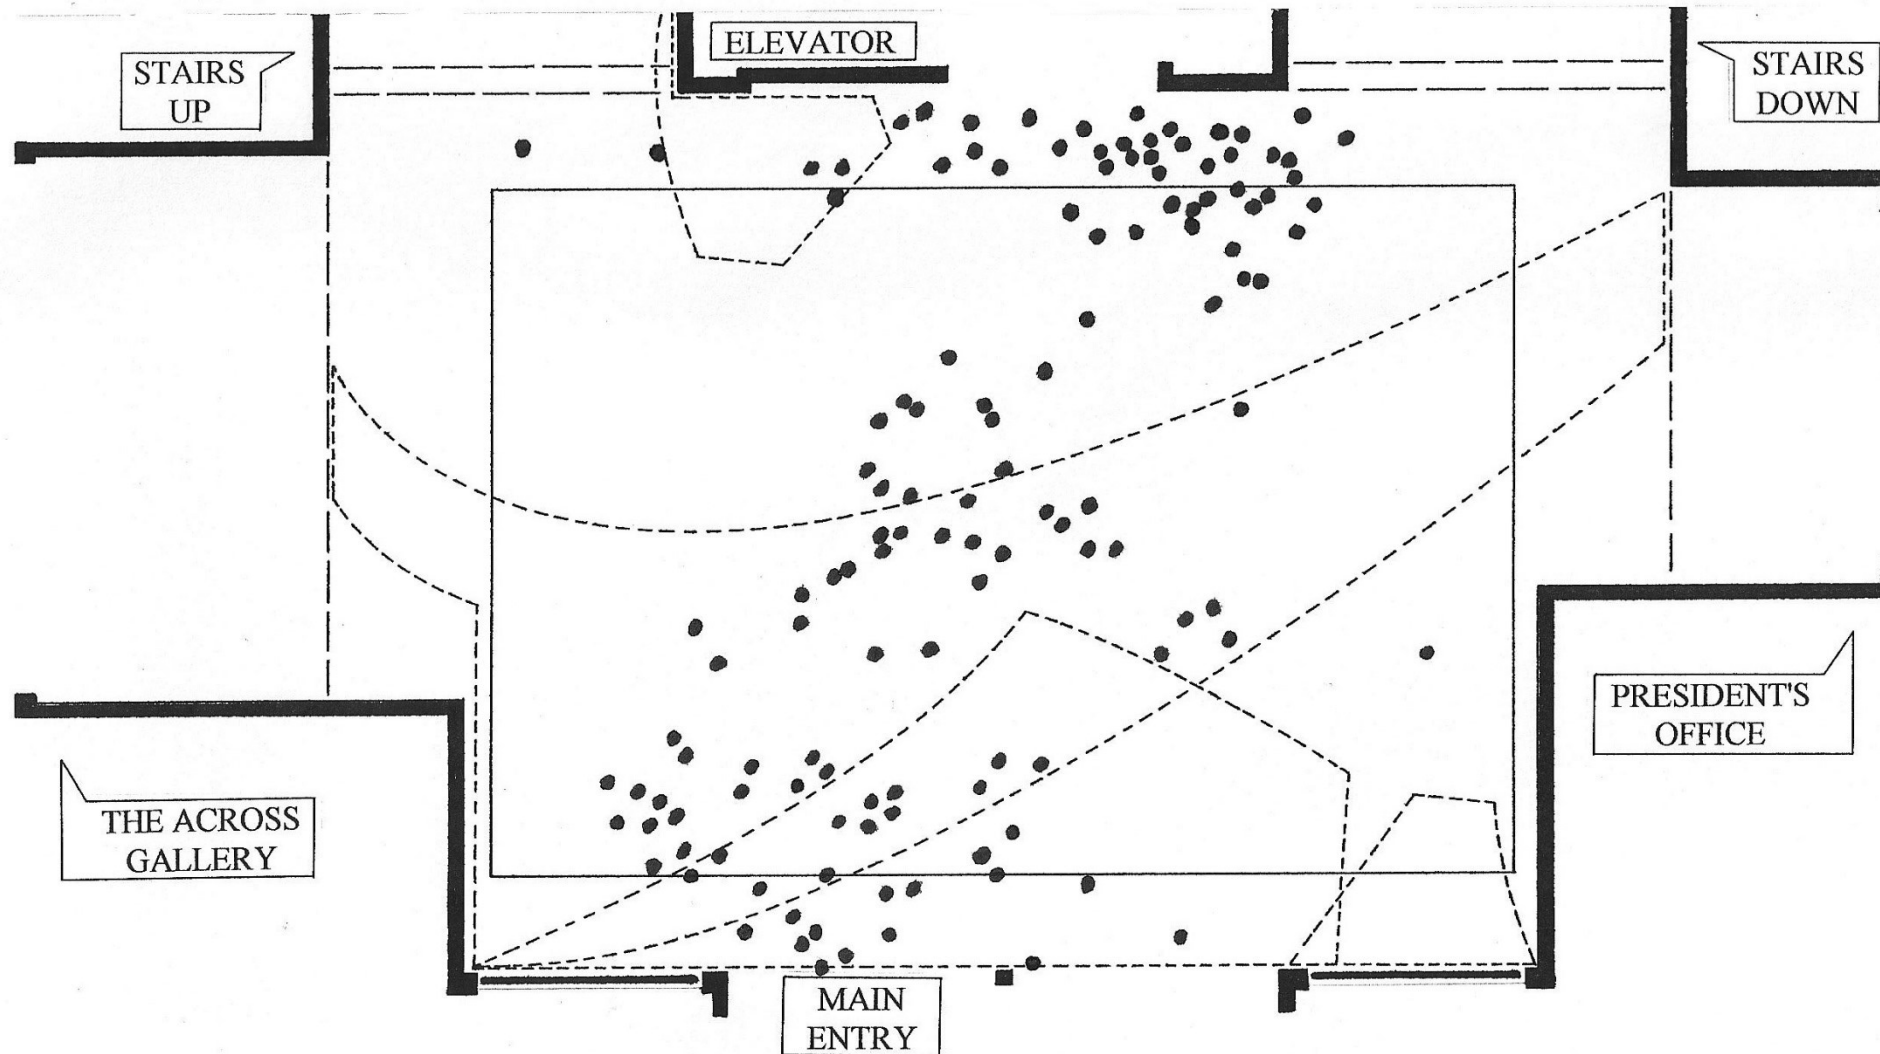 STAIRS
UP
ELEVATOR
STAIRS
DOWN
THE ACROSS
GALLERY
PRESIDENT'S
OFFICE
MAIN
ENTRY